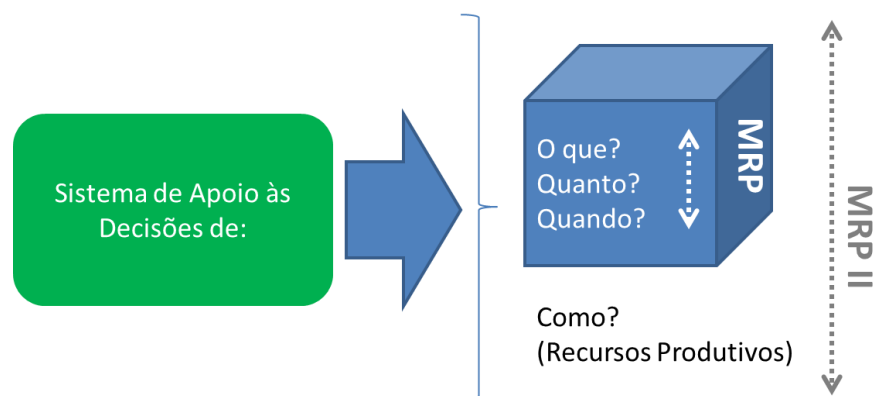 Sistema de Apoio às
Decisões de:
O que?
Quanto?
Quando?
MRP
Como?
(Recursos Produtivos)
MRP II